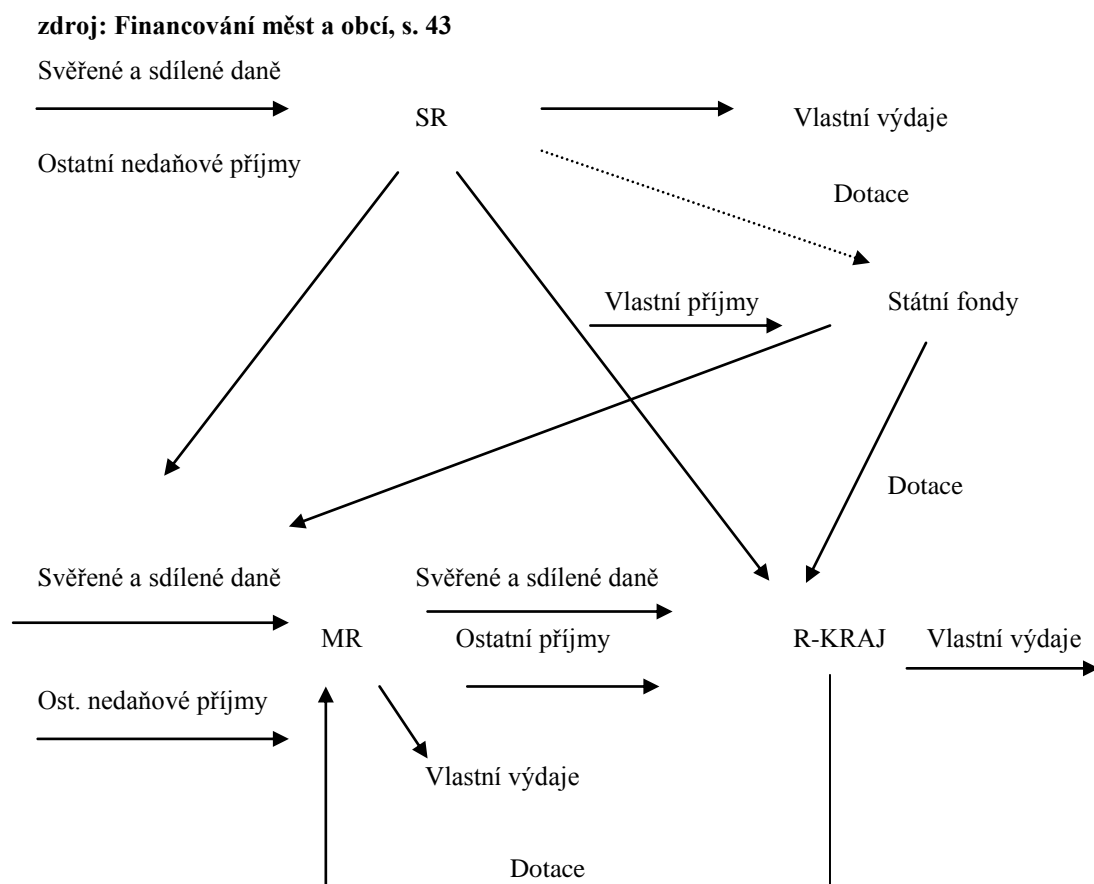 zdroj: Financování měst a obcí, s. 43
Svěřené a sdílené daně
SR
Vlastní výdaje
Ostatní nedaňové příjmy
Dotace
Vlastní příjmy
Státní fondy
Dotace
Svěřené a sdílené daně
Svěřené a sdílené daně
MR
Ostatní příjmy
R-KRAJ
Vlastní výdaje
Ost. nedaňové příjmy
Vlastní výdaje
Dotace